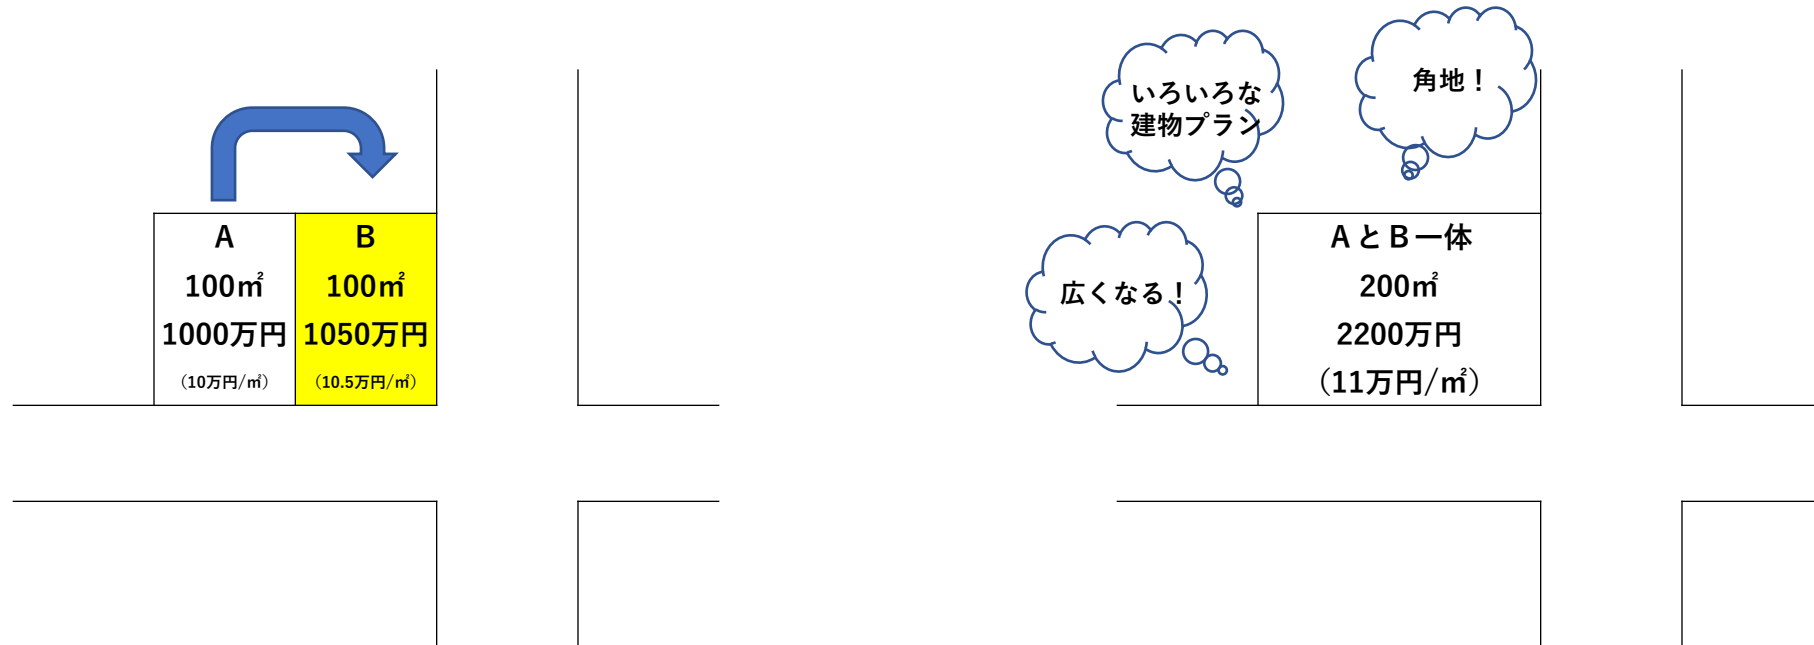 A
100㎡
1000万円
（10万円/㎡）
B
100㎡
1050万円
（10.5万円/㎡）
いろいろな
建物プラン
角地！
広くなる！
AとB一体
200㎡
2200万円
（11万円/㎡）